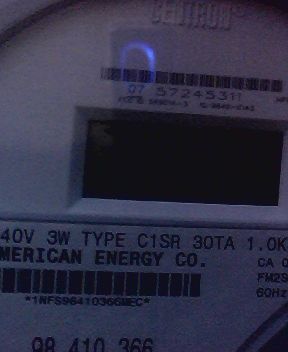 CENTRON
07 57245311
40V 3W TYPE C1SR 30TA 1.0K
MERICAN ENERGY CO.
CA 0
FM2S
60Hz
*1NFS98410366MEC*
98 410 366